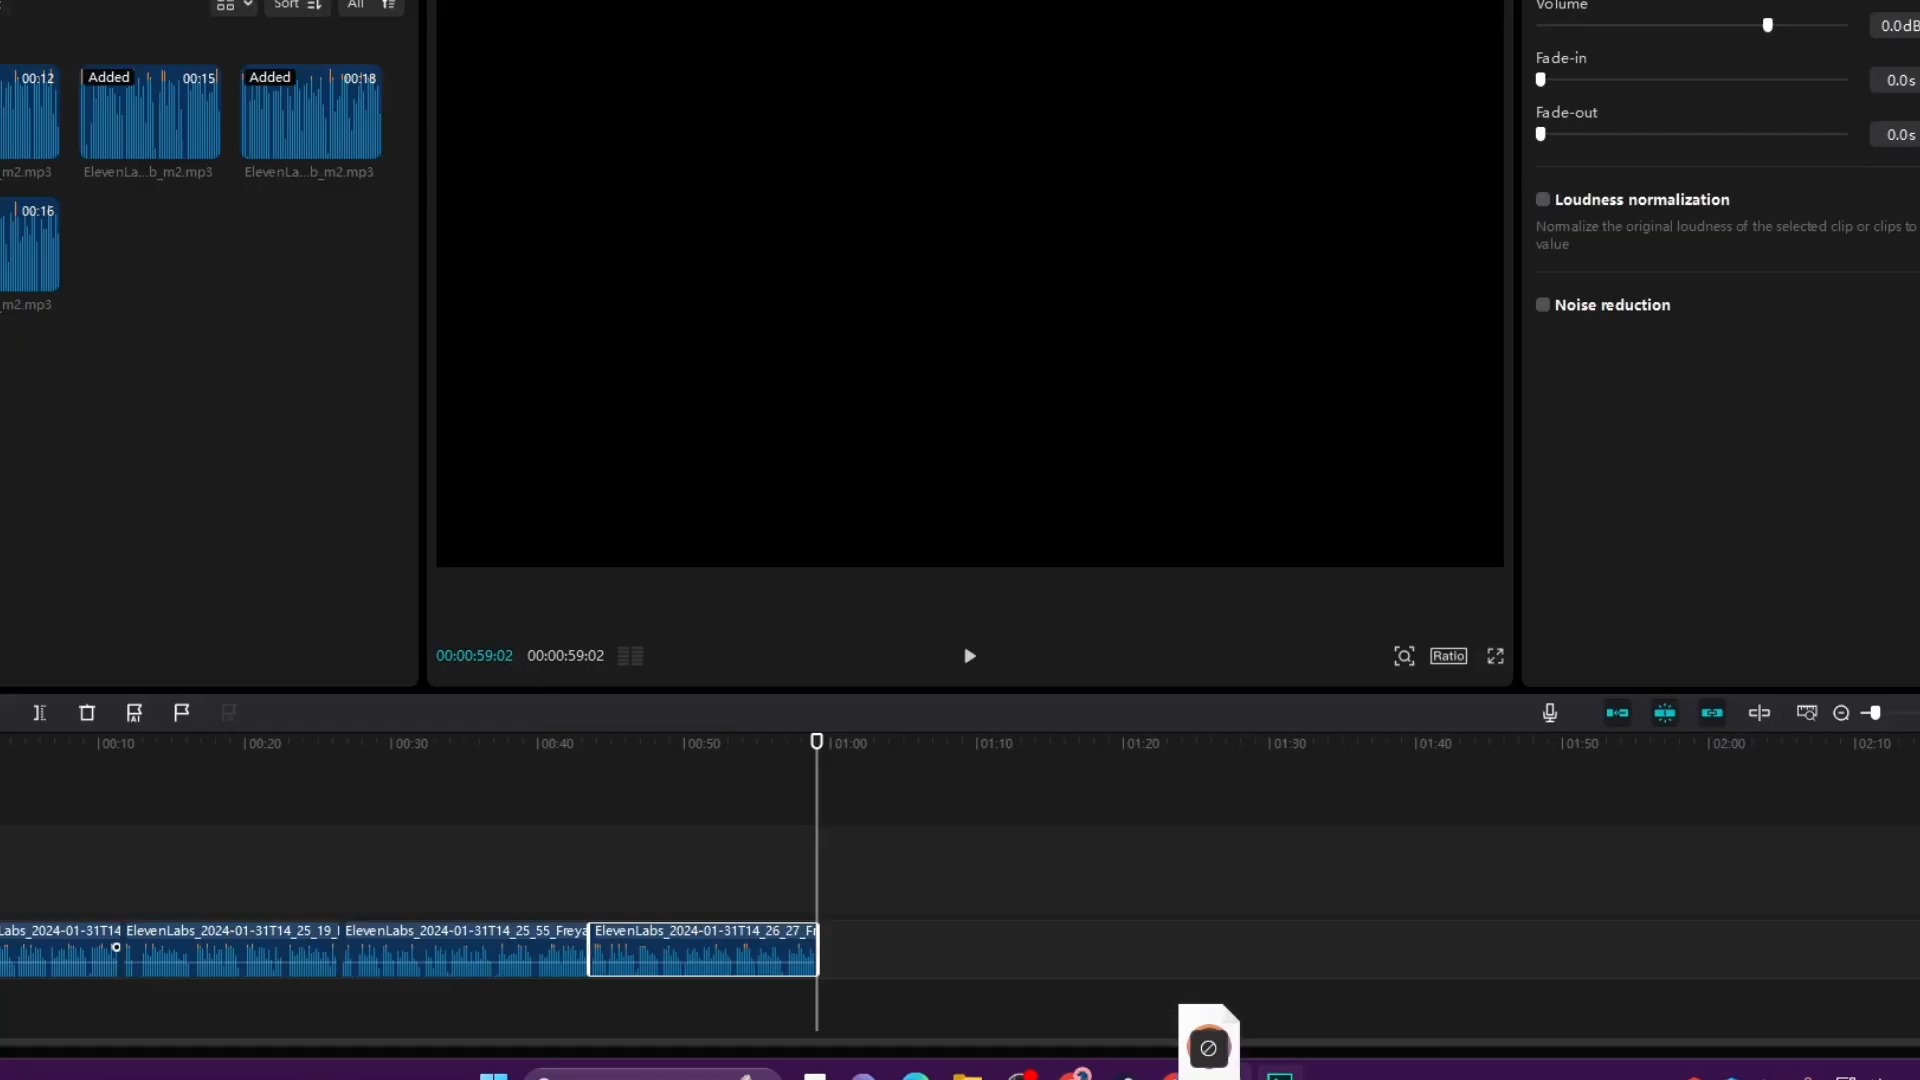 Sort
All
00:12
Added
00:15
Added
00:18
_m2.mp3
ElevenLa...b_m2.mp3
ElevenLa...b_m2.mp3
00:16
_m2.mp3
Volume
0.0dB
Fade-in
0.0s
Fade-out
0.0s
Loudness normalization
Normalize the original loudness of the selected clip or clips to
value
Noise reduction
00:00:59:02
00:00:59:02
Ratio
00:10
00:20
00:30
00:40
00:50
01:00
01:10
01:20
01:30
01:40
01:50
02:00
02:10
Labs_2024-01-31T14
ElevenLabs_2024-01-31T14_25_19_
ElevenLabs_2024-01-31T14_25_55_Freya
ElevenLabs_2024-01-31T14_26_27_Fr